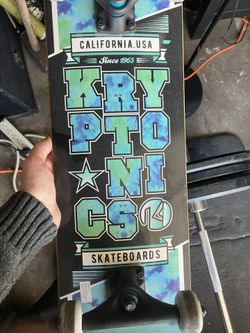 CALIFORNIA.USA
Since 1965
KRY
PTO
NI
CS
SKATEBOARDS